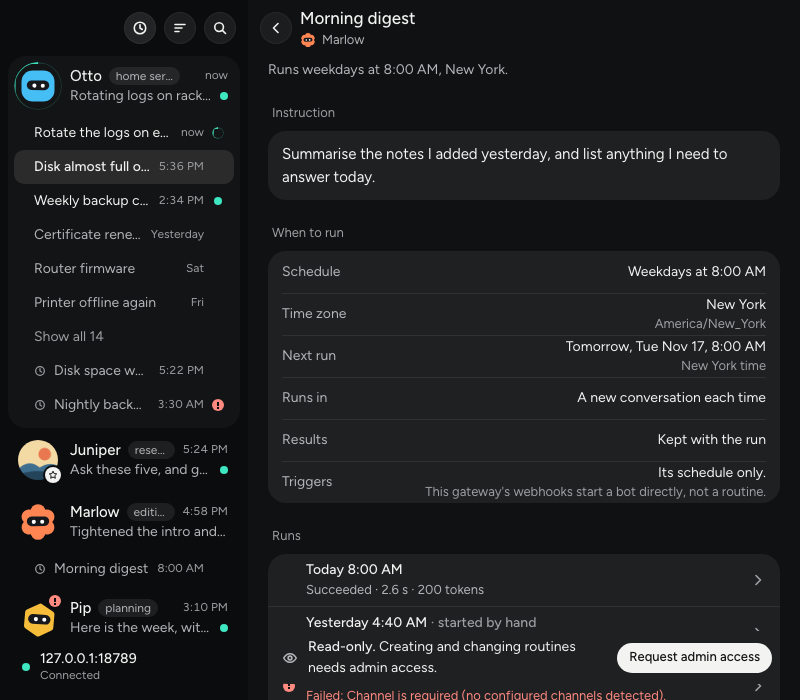 Otto home ser... now
Rotating logs on rack...
Rotate the logs on e... now
Disk almost full o... 5:36 PM
Weekly backup c... 2:34 PM
Certificate rene... Yesterday
Router firmware Sat
Printer offline again Fri
Show all 14
Disk space w... 5:22 PM
Nightly back... 3:30 AM
Juniper rese... 5:24 PM
Ask these five, and g...
Marlow editi... 4:58 PM
Tightened the intro and...
Morning digest 8:00 AM
Pip planning 3:10 PM
Here is the week, wit...
127.0.0.1:18789
Connected
Morning digest
Marlow
Runs weekdays at 8:00 AM, New York.
Instruction
Summarise the notes I added yesterday, and list anything I need to
answer today.
When to run
Schedule Weekdays at 8:00 AM
Time zone New York
America/New_York
Next run Tomorrow, Tue Nov 17, 8:00 AM
New York time
Runs in A new conversation each time
Results Kept with the run
Triggers Its schedule only.
This gateway's webhooks start a bot directly, not a routine.
Runs
Today 8:00 AM
Succeeded · 2.6 s · 200 tokens
Yesterday 4:40 AM · started by hand
Read-only. Creating and changing routines
needs admin access.
Request admin access
Failed: Channel is required (no configured channels detected).